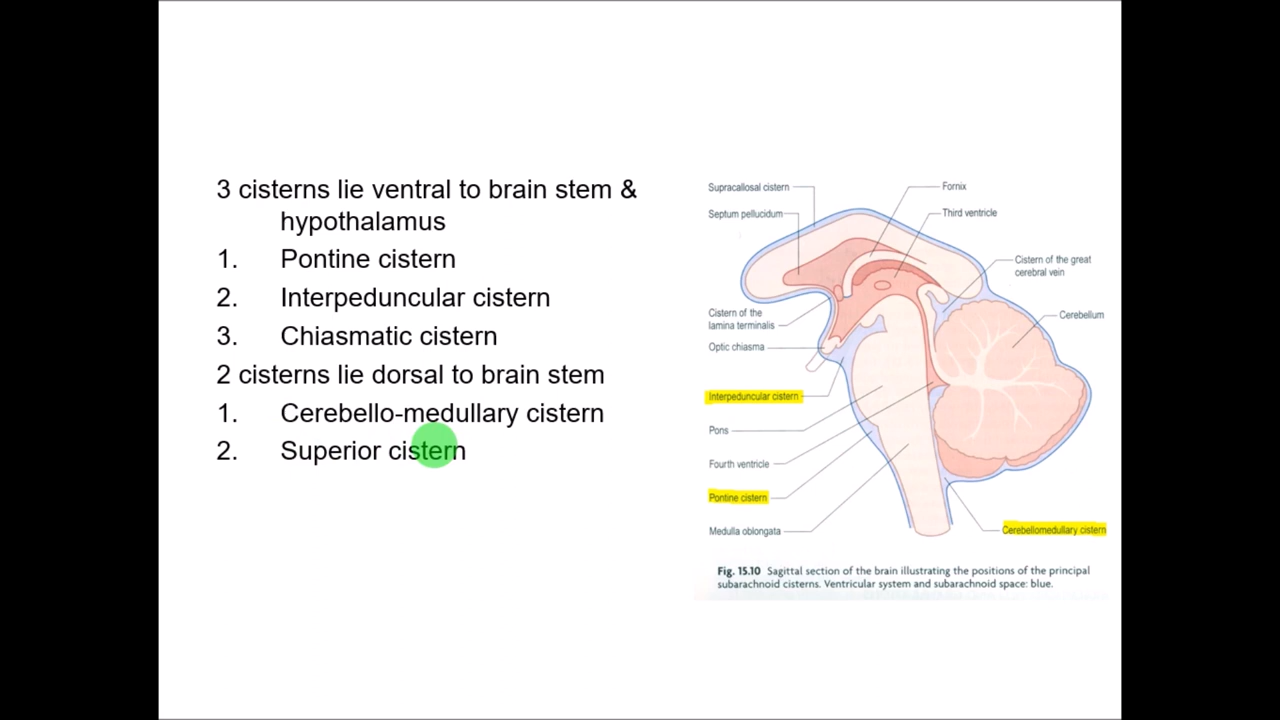 3 cisterns lie ventral to brain stem &
hypothalamus
1. Pontine cistern
2. Interpeduncular cistern
3. Chiasmatic cistern
2 cisterns lie dorsal to brain stem
1. Cerebello-medullary cistern
2. Superior cistern
Supracallosal cistern
Septum pellucidum
Cistern of the
lamina terminalis
Optic chiasma
Interpeduncular cistern
Pons
Fourth ventricle
Pontine cistern
Medulla oblongata
Fornix
Third ventricle
Cistern of the great
cerebral vein
Cerebellum
Cerebellomedullary cistern
Fig. 15.10 Sagittal section of the brain illustrating the positions of the principal
subarachnoid cisterns. Ventricular system and subarachnoid space: blue.